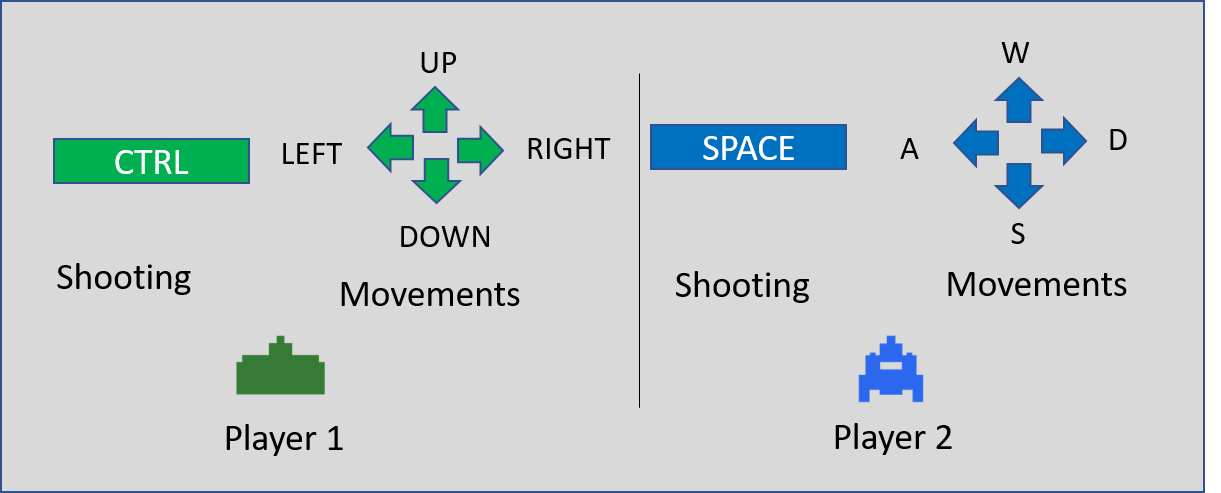 UP
CTRL
LEFT
RIGHT
DOWN
Shooting
Movements
Player 1
W
SPACE
A
D
S
Shooting
Movements
Player 2